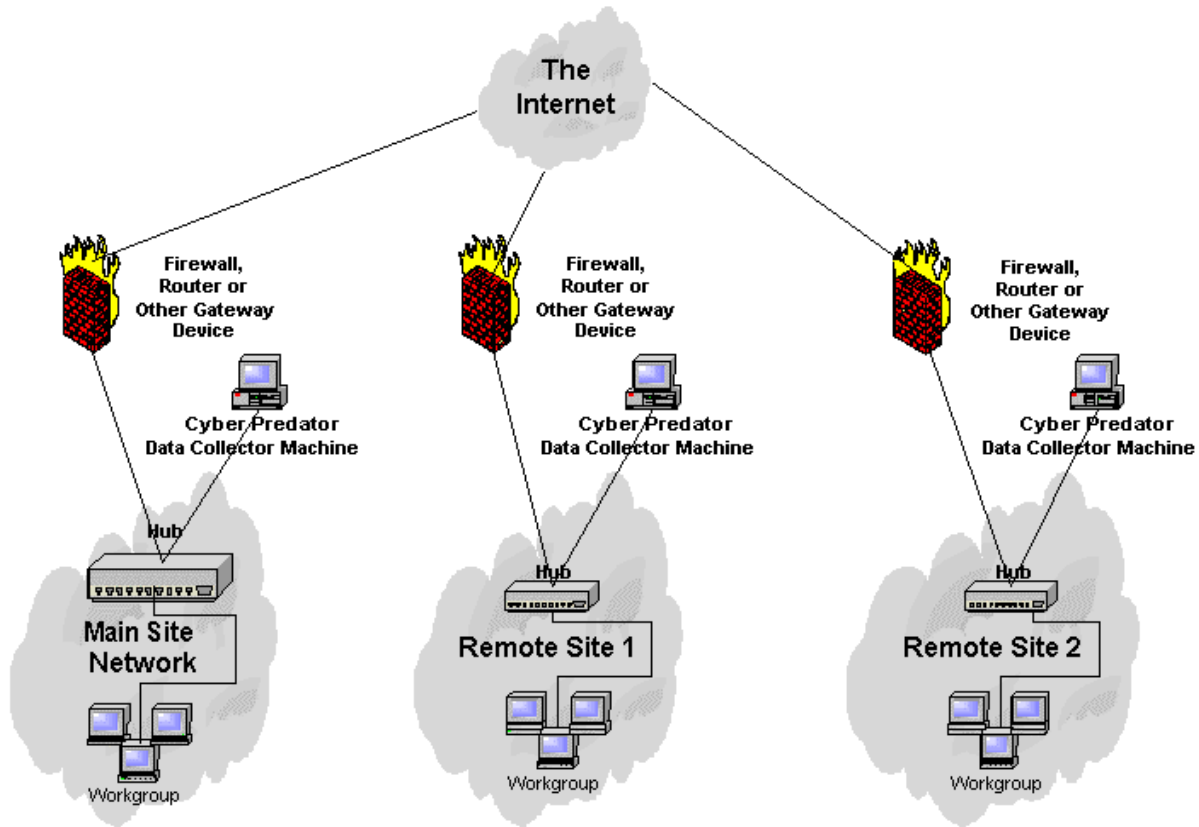 The
Internet
Firewall,
Router or
Other Gateway
Device
Firewall,
Router or
Other Gateway
Device
Firewall,
Router or
Other Gateway
Device
Cyber Predator
Data Collector Machine
Cyber Predator
Data Collector Machine
Cyber Predator
Data Collector Machine
Hub
Hub
Hub
Main Site
Network
Remote Site 1
Remote Site 2
Workgroup
Workgroup
Workgroup